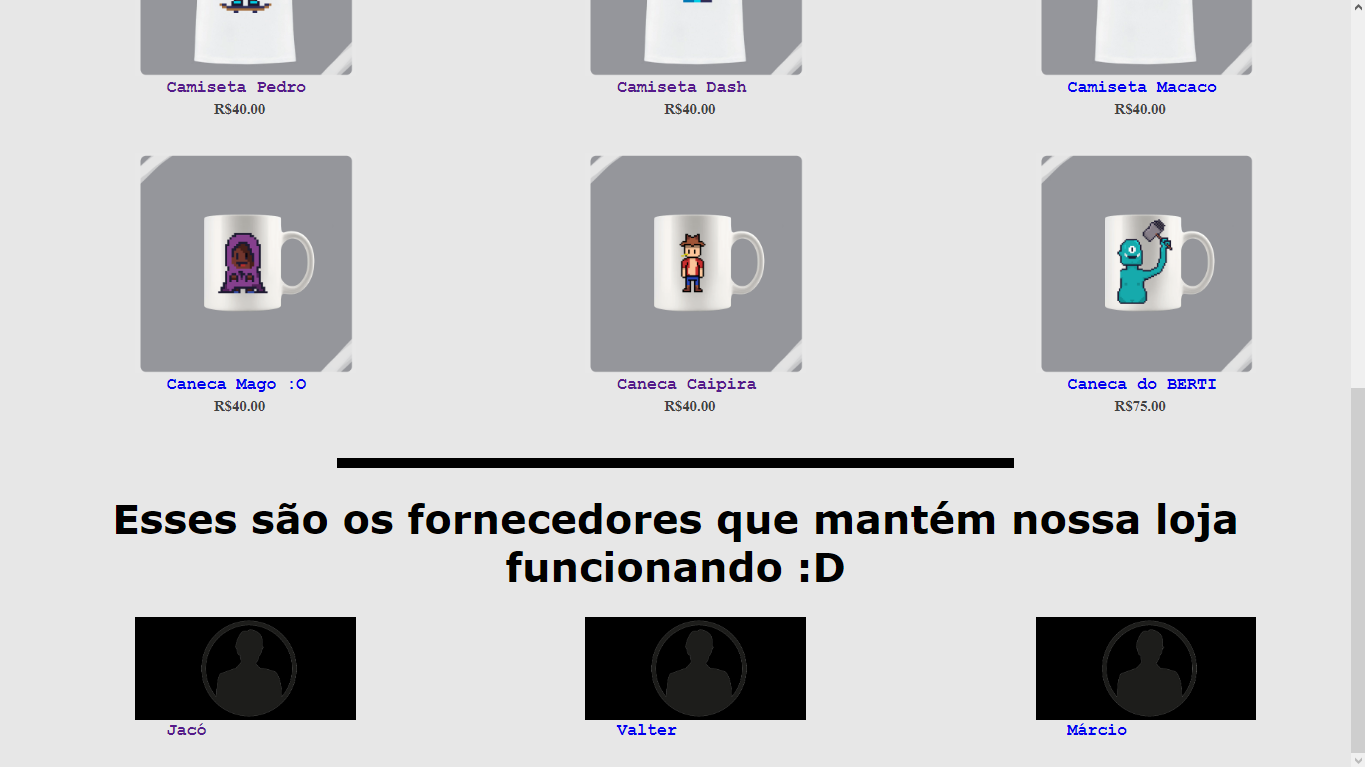 Camiseta Pedro
Camiseta Dash
Camiseta Macaco
R$40.00
R$40.00
R$40.00
Caneca Mago :O
Caneca Caipira
Caneca do BERTI
R$40.00
R$40.00
R$75.00
Esses são os fornecedores que mantém nossa loja
funcionando :D
Jacó
Valter
Márcio